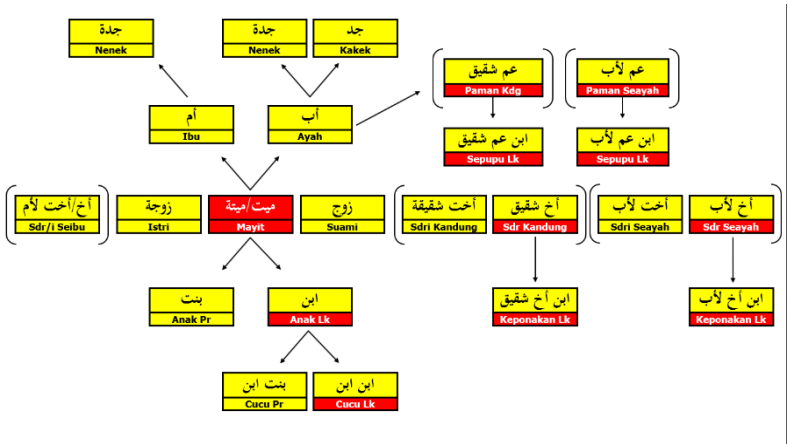 جدة
Nenek
جدة
Nenek
جد
Kakek
عم شقيق
Paman Kdg
عم لأب
Paman Seayah
أم
Ibu
أب
Ayah
ابن عم شقيق
Sepupu Lk
ابن عم لأب
Sepupu Lk
أخ/أخت لأم
Sdr/i Seibu
زوجة
Istri
ميت/ميتة
Mayit
زوج
Suami
أخت شقيقة
Sdri Kandung
أخ شقيق
Sdr Kandung
أخت لأب
Sdri Seayah
أخ لأب
Sdr Seayah
بنت
Anak Pr
ابن
Anak Lk
ابن أخ شقيق
Keponakan Lk
ابن أخ لأب
Keponakan Lk
بنت ابن
Cucu Pr
ابن ابن
Cucu Lk